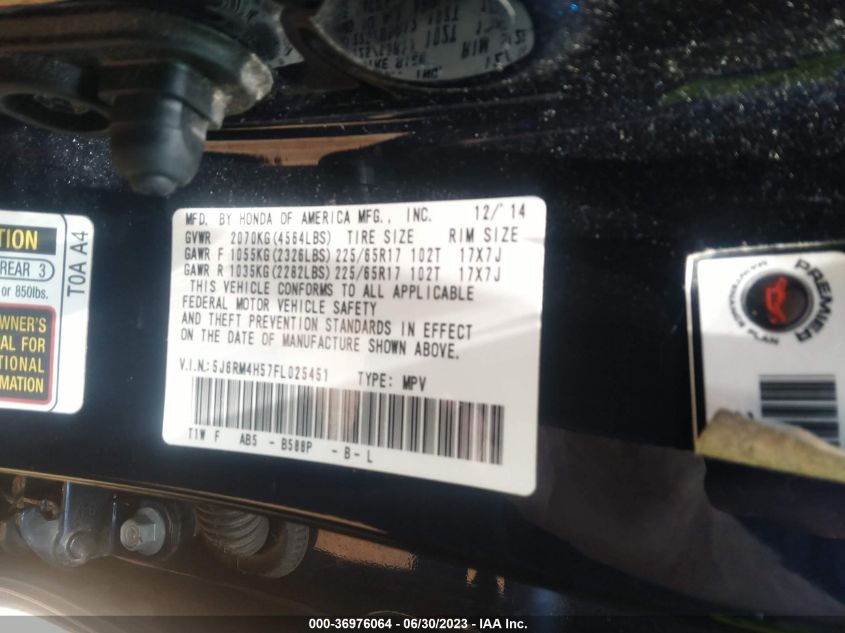 MFD. BY HONDA OF AMERICA MFG., INC. 12/'14
GVWR 2070KG(4564LBS) TIRE SIZE RIM SIZE
GAWR F 1055KG(2326LBS) 225/65R17 102T 17X7J
GAWR R 1035KG(2282LBS) 225/65R17 102T 17X7J
THIS VEHICLE CONFORMS TO ALL APPLICABLE
FEDERAL MOTOR VEHICLE SAFETY
AND THEFT PREVENTION STANDARDS IN EFFECT
ON THE DATE OF MANUFACTURE SHOWN ABOVE.
V.I.N.: 5J6RM4H57FL025451 TYPE: MPV
T1W F AB5 - B588P - B - L
TION
REAR 3
or 850lbs.
WNER'S
AL FOR
TIONAL
RMATION
T0A A4
PREMIER
PLAN
000-36976064 - 06/30/2023 - IAA Inc.